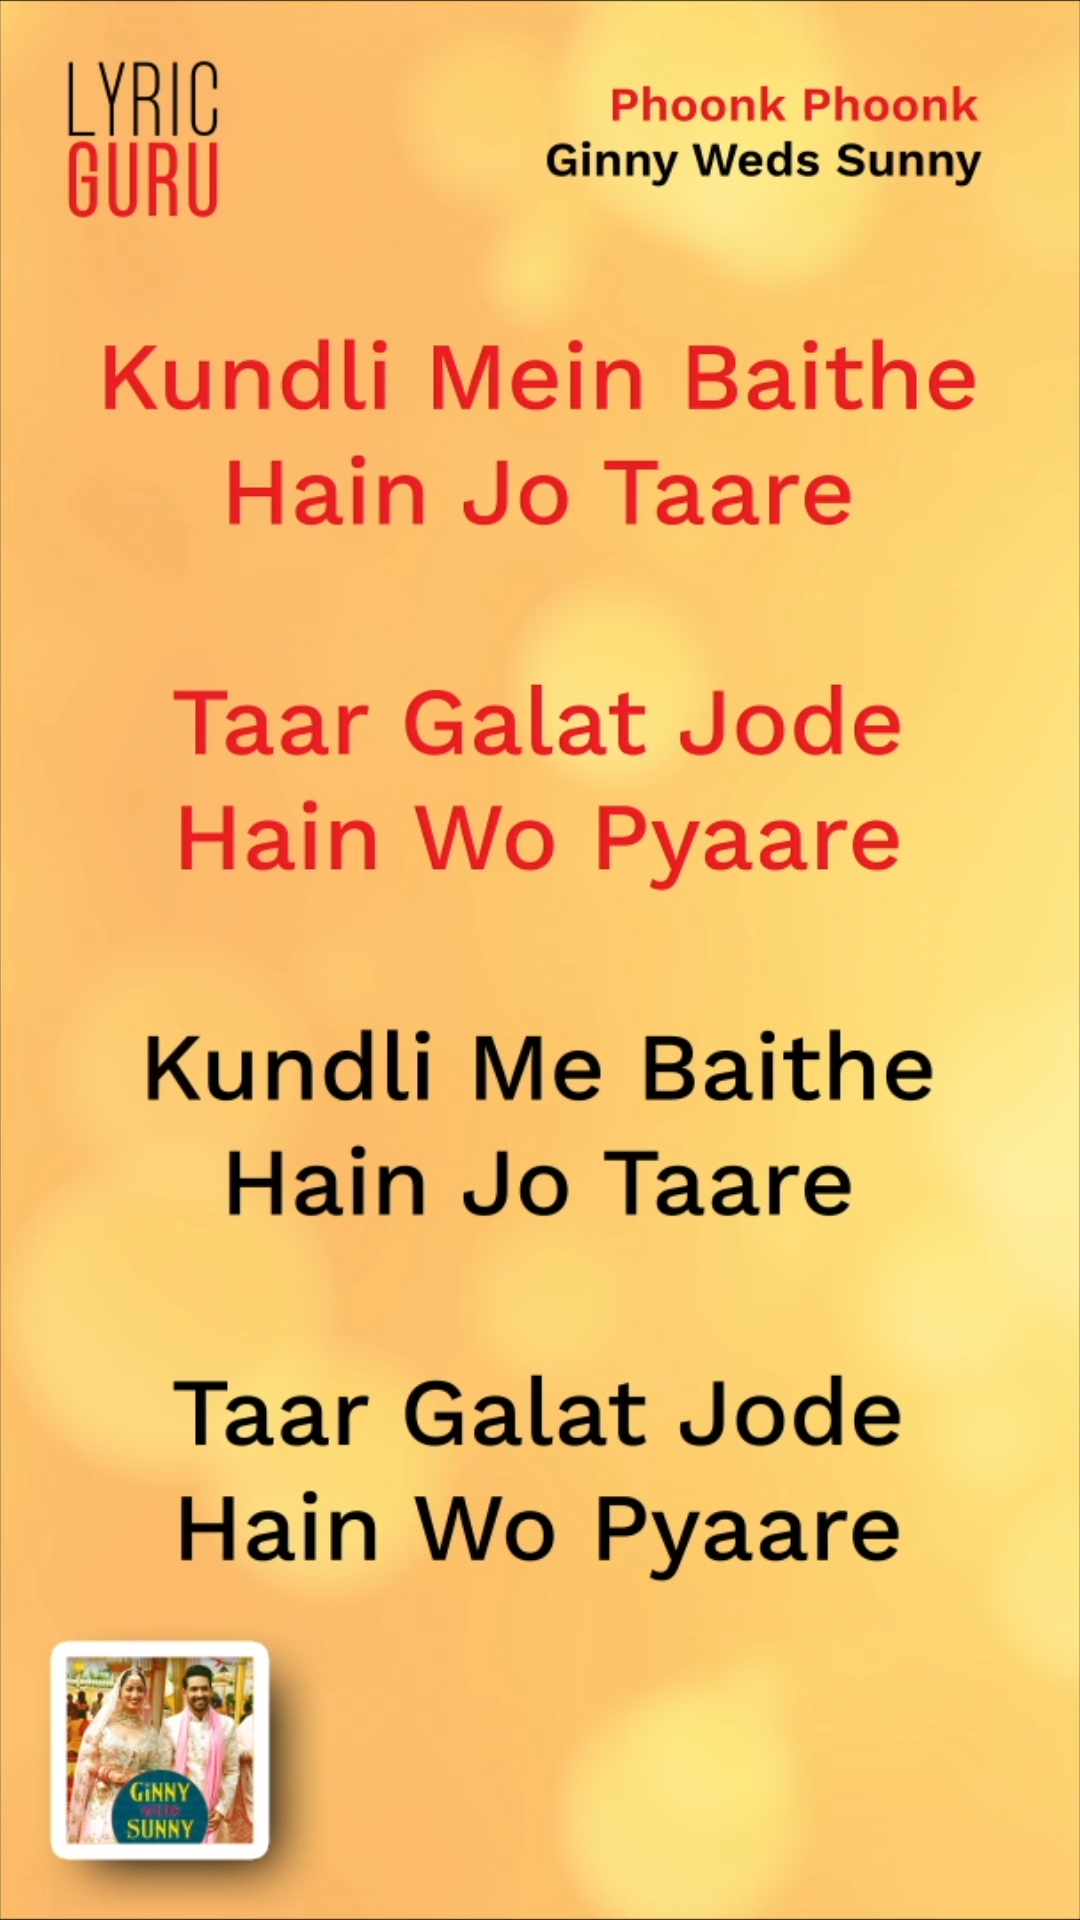 LYRIC
GURU
Phoonk Phoonk
Ginny Weds Sunny
Kundli Mein Baithe
Hain Jo Taare
Taar Galat Jode
Hain Wo Pyaare
Kundli Me Baithe
Hain Jo Taare
Taar Galat Jode
Hain Wo Pyaare
GiNNY
WEDS
SUNNY